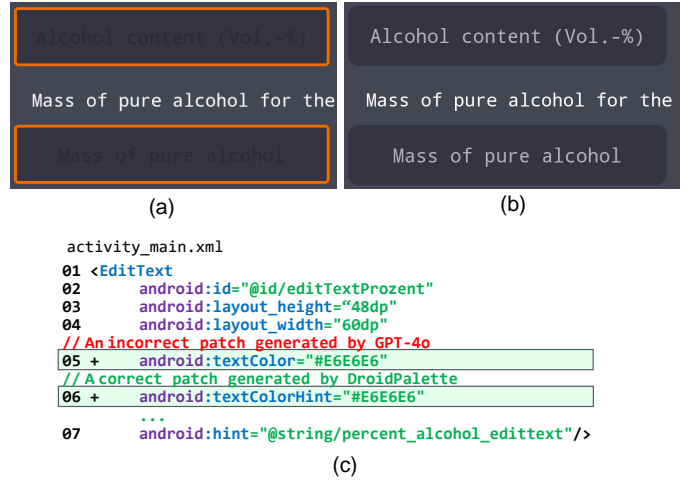 Alcohol content (Vol.-%)
Mass of pure alcohol for the
Mass of pure alcohol
(a)
Alcohol content (Vol.-%)
Mass of pure alcohol for the
Mass of pure alcohol
(b)
activity_main.xml
01 <EditText
02 android:id="@id/editTextProzent"
03 android:layout_height=“48dp"
04 android:layout_width="60dp"
// An incorrect patch generated by GPT-4o
05 + android:textColor="#E6E6E6"
// A correct patch generated by DroidPalette
06 + android:textColorHint="#E6E6E6"
...
07 android:hint="@string/percent_alcohol_edittext"/>
(c)